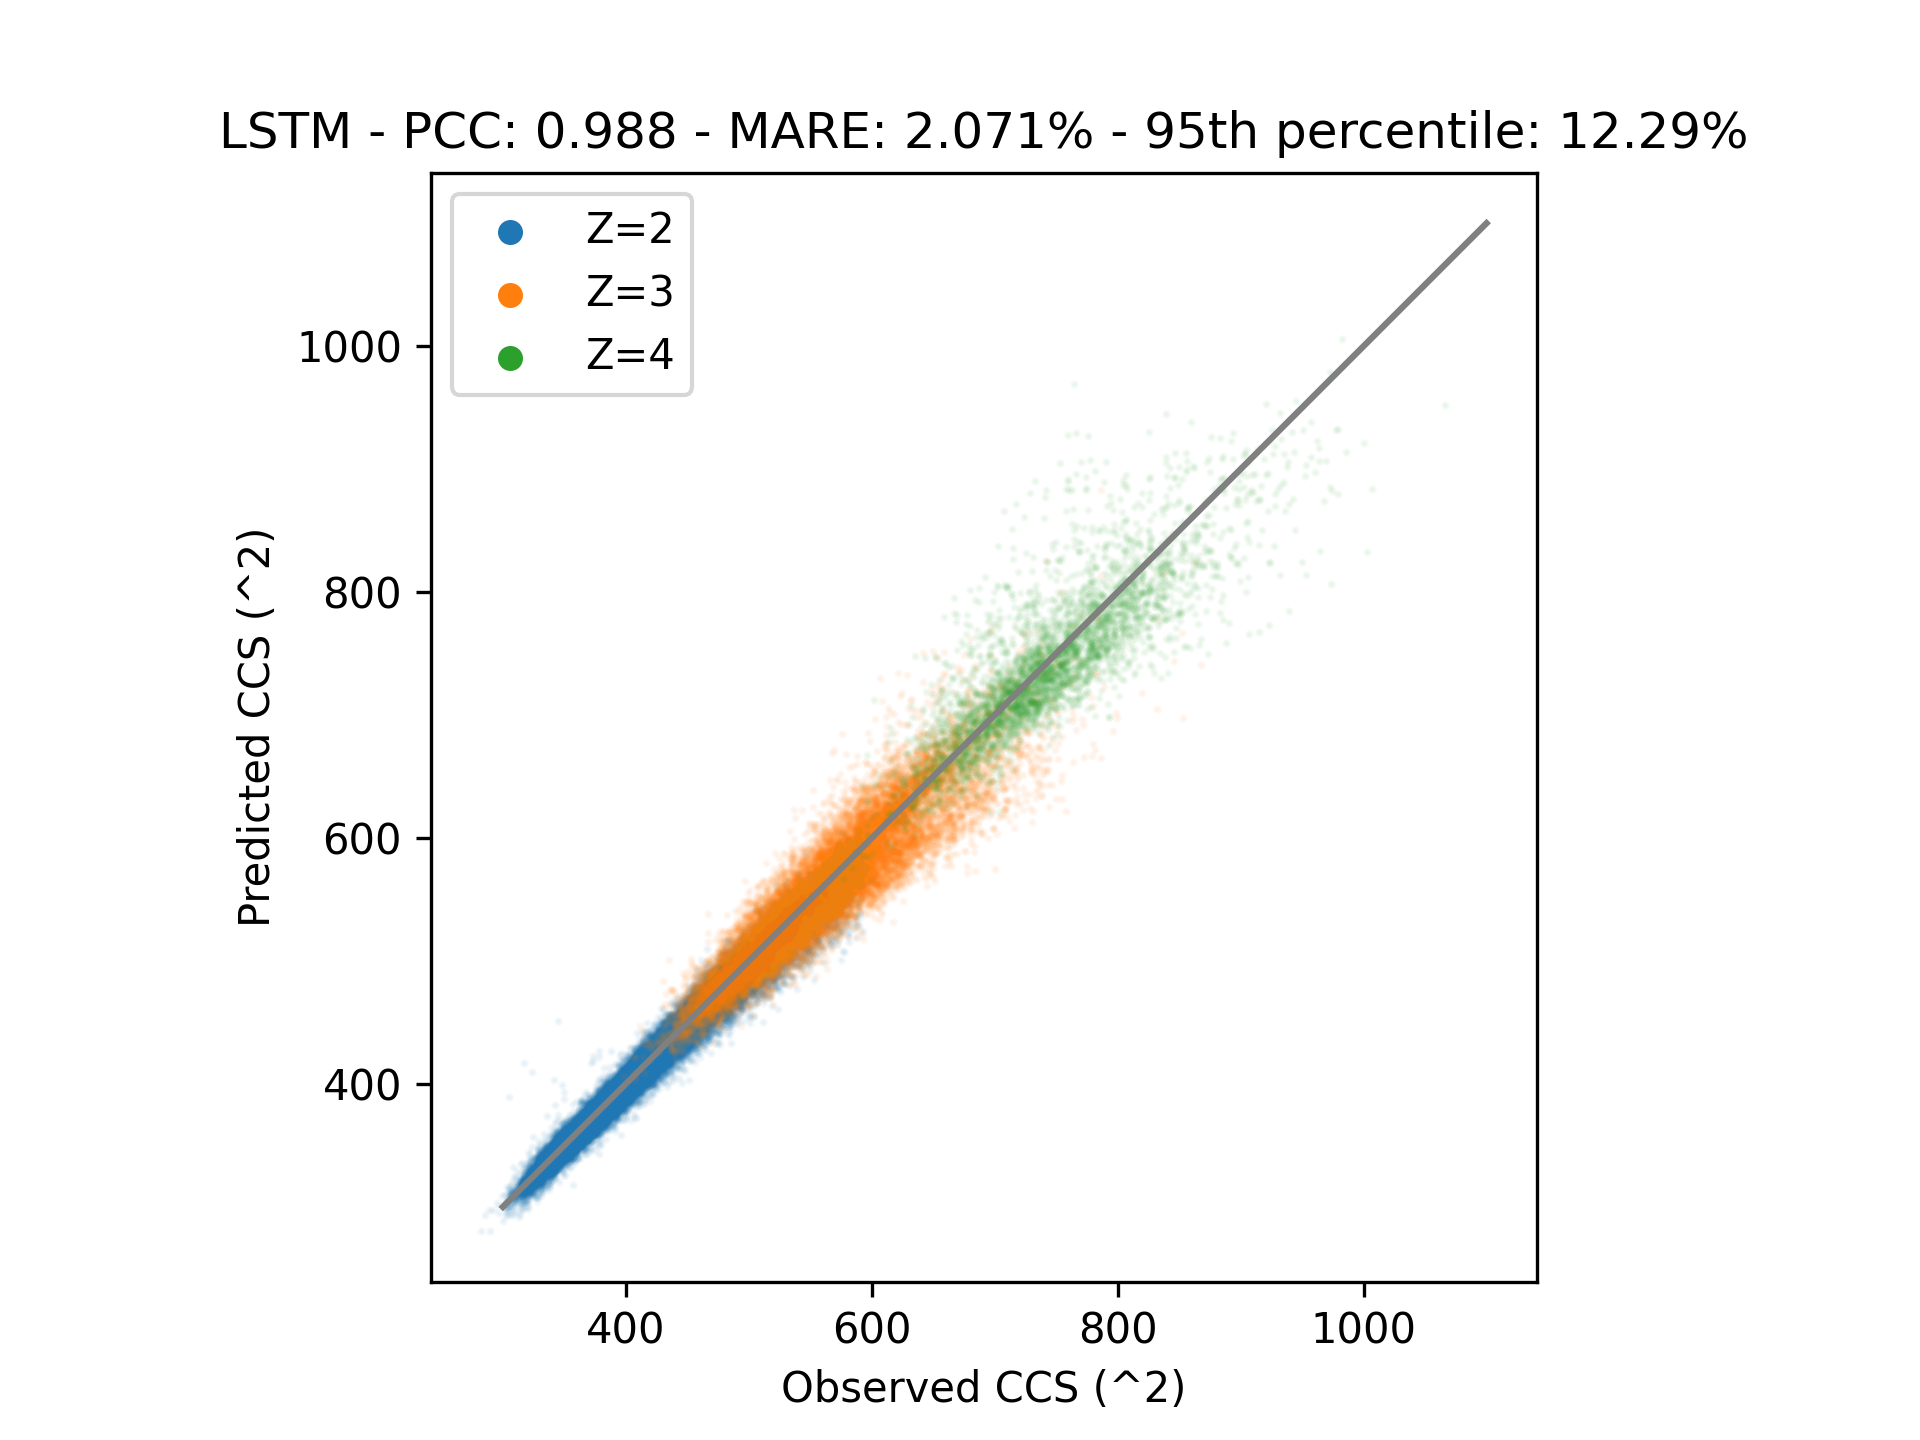 LSTM - PCC: 0.988 - MARE: 2.071% - 95th percentile: 12.29%
Z=2
Z=3
Z=4
1000
800
600
400
Predicted CCS (^2)
400 600 800 1000
Observed CCS (^2)